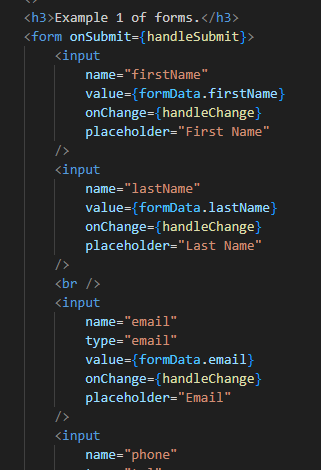 <h3>Example 1 of forms.</h3>
<form onSubmit={handleSubmit}>
<input
name="firstName"
value={formData.firstName}
onChange={handleChange}
placeholder="First Name"
/>
<input
name="lastName"
value={formData.lastName}
onChange={handleChange}
placeholder="Last Name"
/>
<br />
<input
name="email"
type="email"
value={formData.email}
onChange={handleChange}
placeholder="Email"
/>
<input
name="phone"